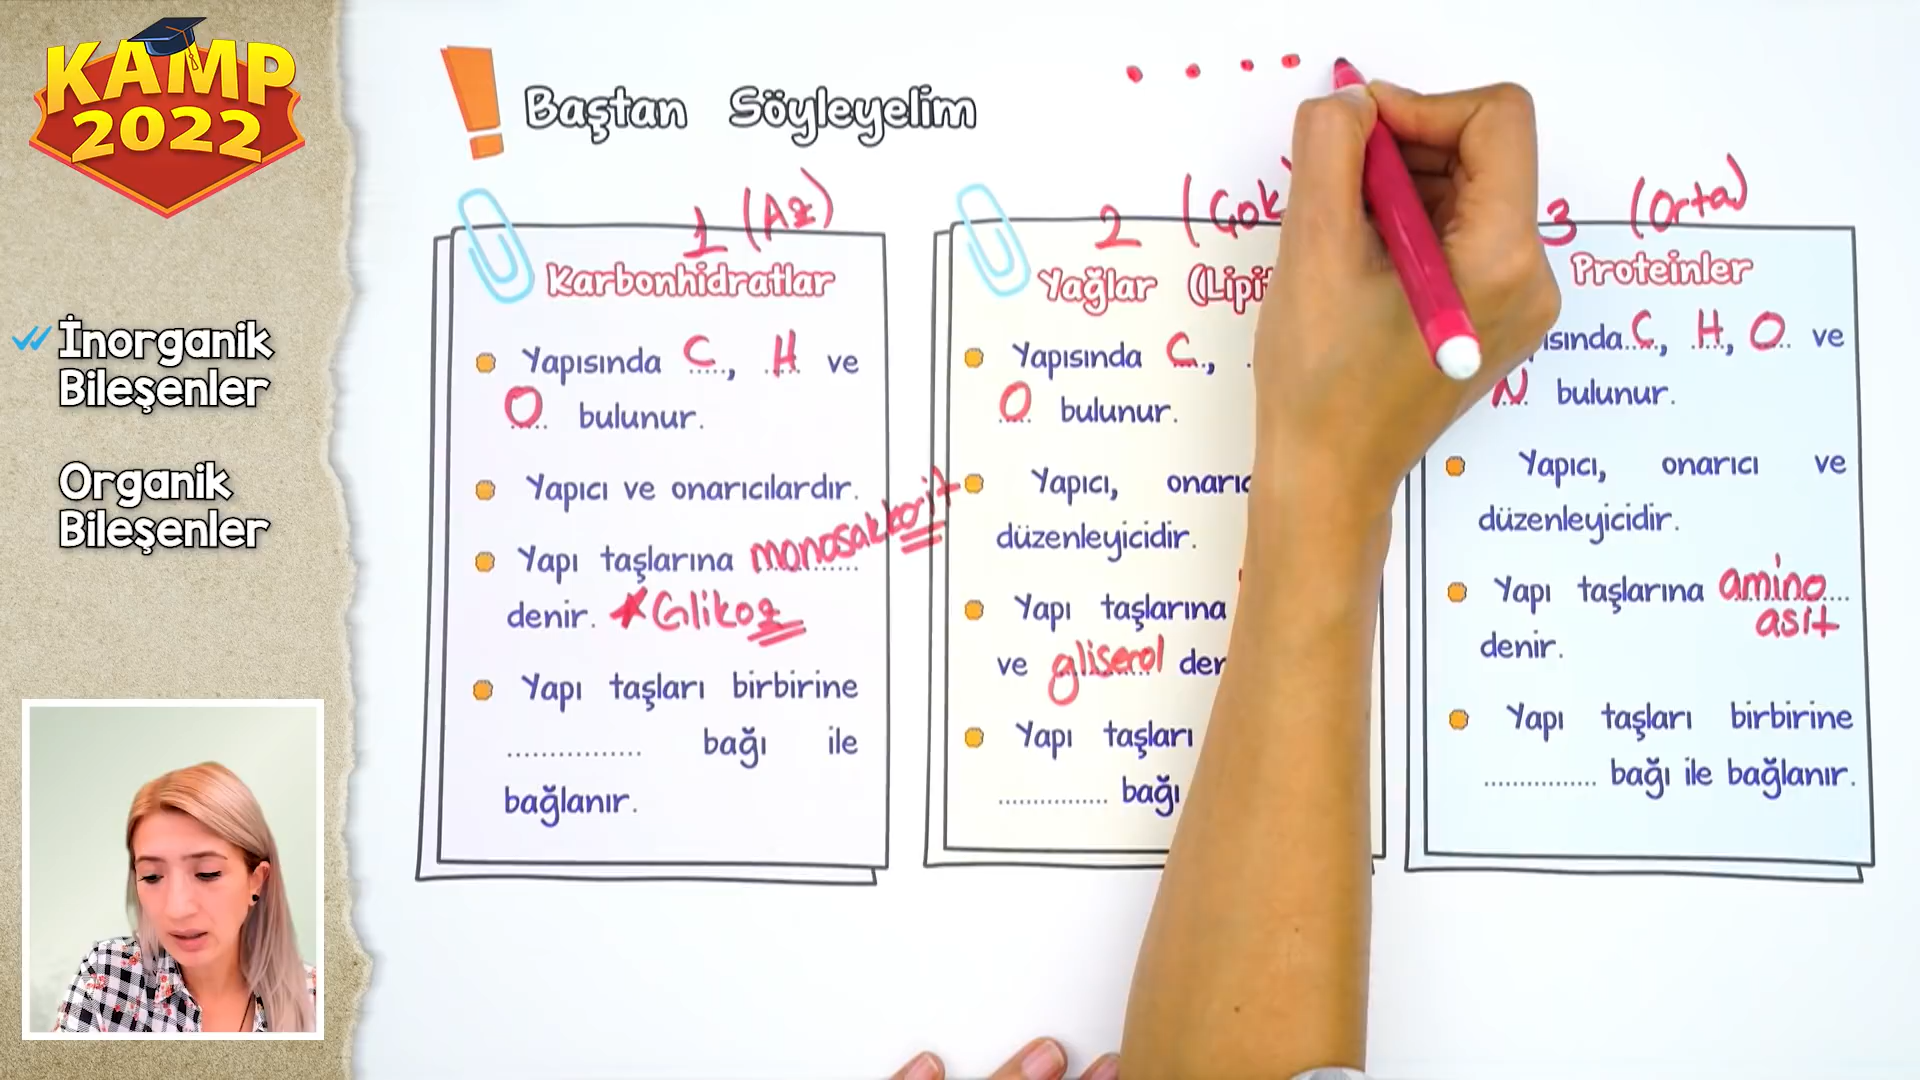 KAMP
2022
İnorganik
Bileşenler
Organik
Bileşenler
Baştan Söyleyelim
1 (Az)
Karbonhidratlar
Yapısında C, H ve
O bulunur.
Yapıcı ve onarıcılardır.
Yapı taşlarına monosakkarit
denir. *Glikoz
Yapı taşları birbirine
................ bağı ile
bağlanır.
2 (Çok
Yağlar
Yapısında C,
O bulunur.
Yapıcı,
düzenleyicidir.
Yapı taşlarına
ve gliserol
Yapı taşları
................ bağı
3 (Orta)
Proteinler
C, H, O ve
N bulunur.
Yapıcı, onarıcı ve
düzenleyicidir.
Yapı taşlarına amino
asit
denir.
Yapı taşları birbirine
................ bağı ile bağlanır.